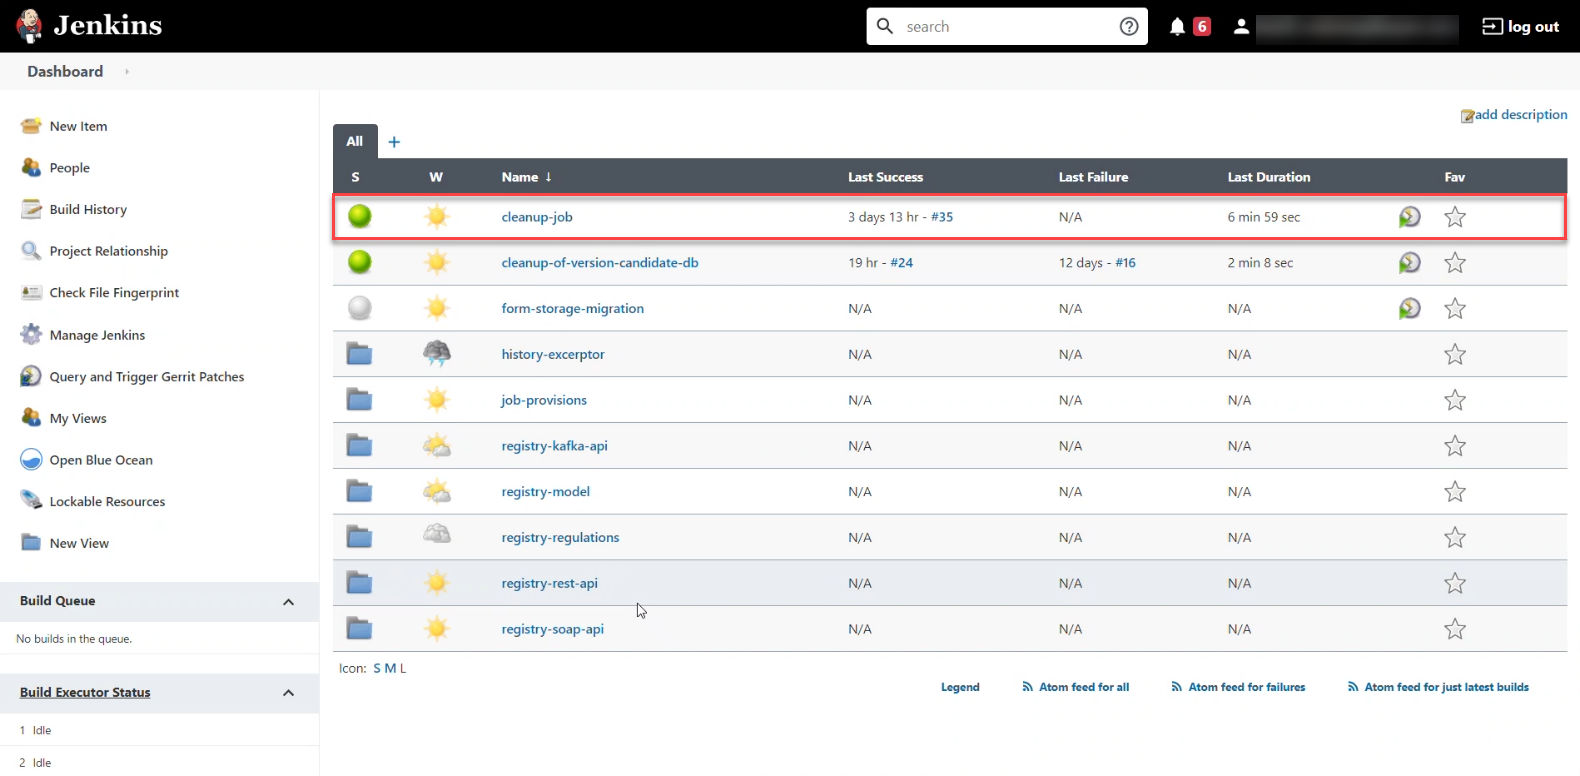 Jenkins
search
6
log out
Dashboard
New Item
People
Build History
Project Relationship
Check File Fingerprint
Manage Jenkins
Query and Trigger Gerrit Patches
My Views
Open Blue Ocean
Lockable Resources
New View
Build Queue
No builds in the queue.
Build Executor Status
1 Idle
2 Idle
add description
All +
S W Name ↓ Last Success Last Failure Last Duration Fav
cleanup-job 3 days 13 hr - #35 N/A 6 min 59 sec
cleanup-of-version-candidate-db 19 hr - #24 12 days - #16 2 min 8 sec
form-storage-migration N/A N/A N/A
history-excerptor N/A N/A N/A
job-provisions N/A N/A N/A
registry-kafka-api N/A N/A N/A
registry-model N/A N/A N/A
registry-regulations N/A N/A N/A
registry-rest-api N/A N/A N/A
registry-soap-api N/A N/A N/A
Icon: S M L
Legend Atom feed for all Atom feed for failures Atom feed for just latest builds